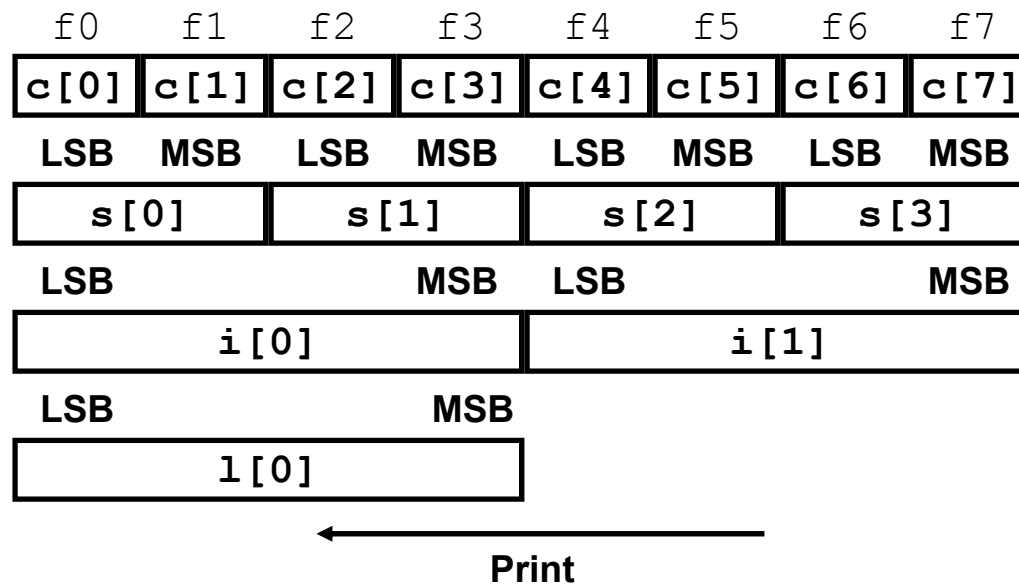 f0 f1 f2 f3 f4 f5 f6 f7
c[0] c[1] c[2] c[3] c[4] c[5] c[6] c[7]
LSB MSB LSB MSB LSB MSB LSB MSB
s[0] s[1] s[2] s[3]
LSB MSB LSB MSB
i[0] i[1]
LSB MSB
l[0]
Print